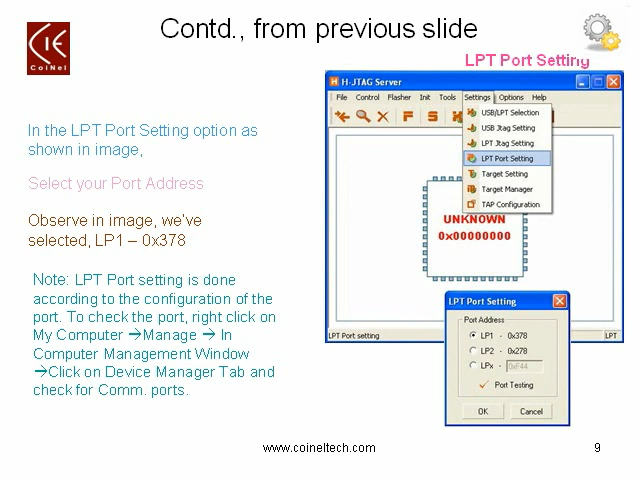 Contd., from previous slide
CoiNel
LPT Port Setting
In the LPT Port Setting option as
shown in image,
Select your Port Address
Observe in image, we've
selected, LP1 – 0x378
Note: LPT Port setting is done
according to the configuration of the
port. To check the port, right click on
My Computer →Manage → In
Computer Management Window
→Click on Device Manager Tab and
check for Comm. ports.
H-JTAG Server
File Control Flasher Init Tools Settings Options Help
USB/LPT Selection
USB Jtag Setting
LPT Jtag Setting
LPT Port Setting
Target Setting
Target Manager
TAP Configuration
UNKNOWN
0x00000000
LPT Port setting
LPT
LPT Port Setting
Port Address
LP1 - 0x378
LP2 - 0x278
LPx - 0xF44
Port Testing
OK Cancel
www.coineltech.com
9